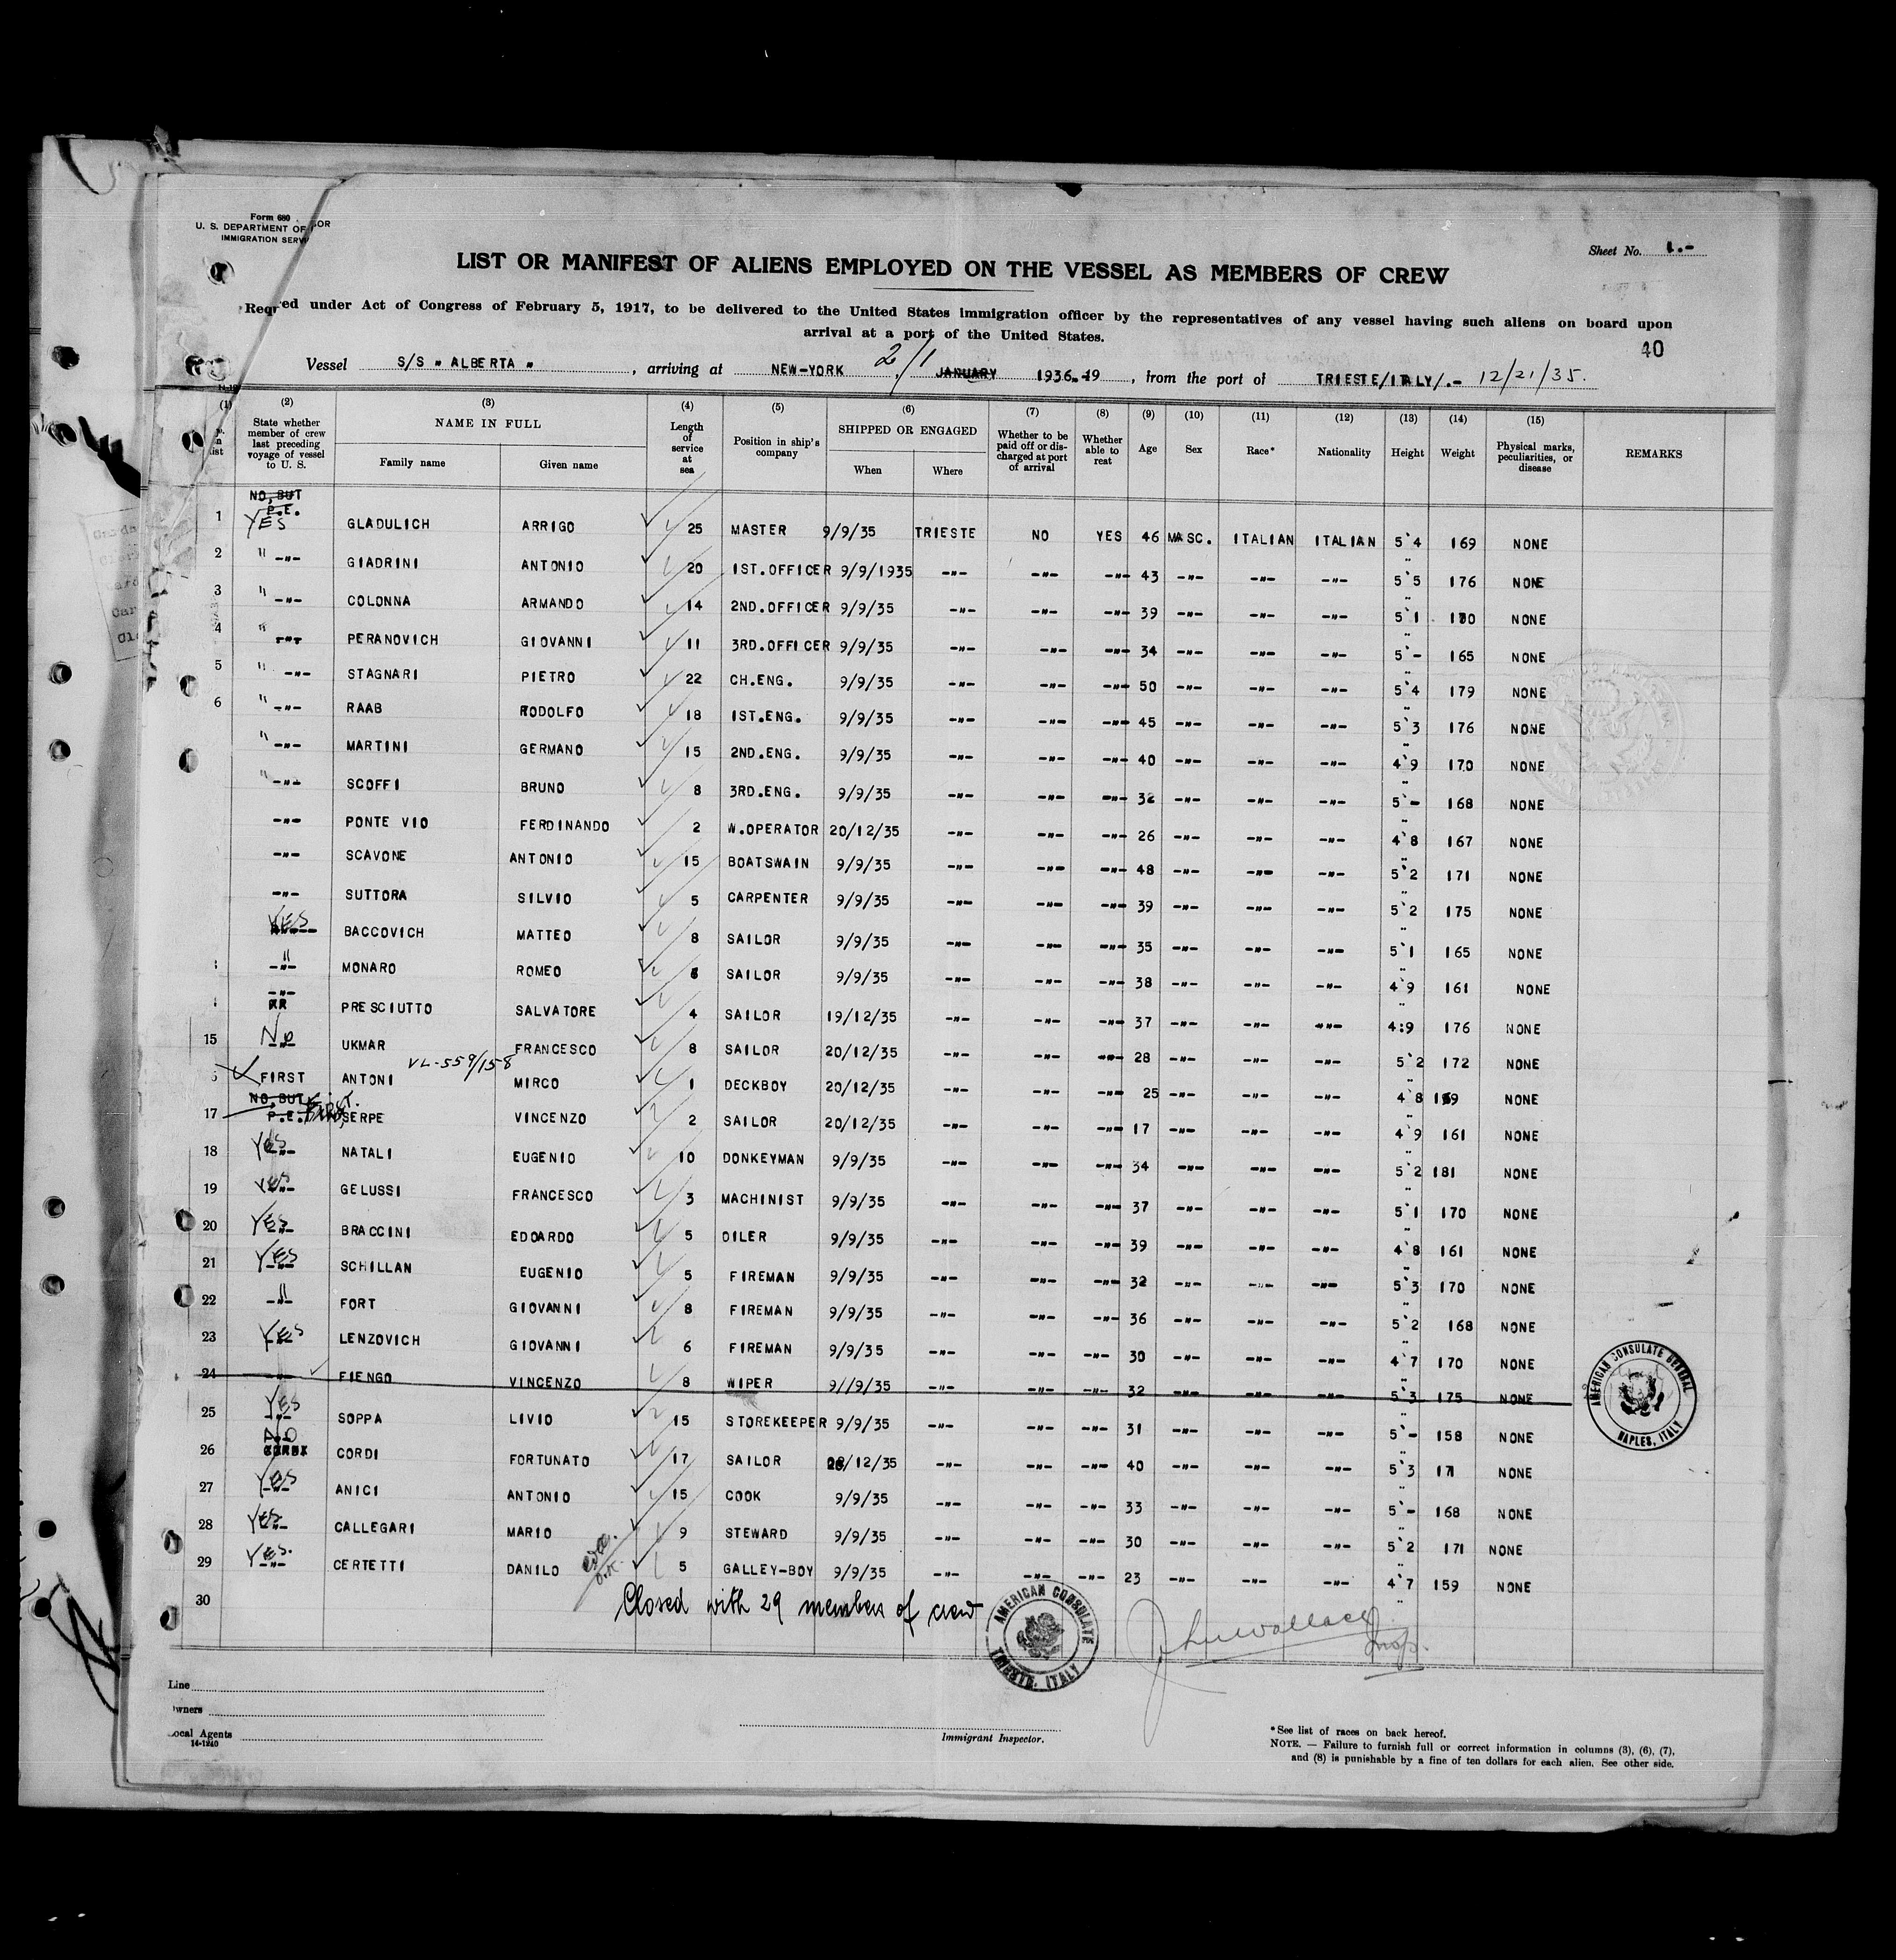 Form 680
U. S. DEPARTMENT OF
IMMIGRATION SERV
Sheet No. 1.-
LIST OR MANIFEST OF ALIENS EMPLOYED ON THE VESSEL AS MEMBERS OF CREW
under Act of Congress of February 5, 1917, to be delivered to the United States immigration officer by the representatives of any vessel having such aliens on board upon
arrival at a port of the United States.
40
Vessel S/S " ALBERTA " , arriving at NEW-YORK 2/1 JANUARY 1936.-19 , from the port of TRIESTE/ITALY/.- 12/21/35.
(1) (2) (3) (4) (5) (6) (7) (8) (9) (10) (11) (12) (13) (14) (15)
State whether member of crew last preceding voyage of vessel to U. S. NAME IN FULL Family name Given name Length of service at sea Position in ship's company SHIPPED OR ENGAGED When Where Whether to be paid off or discharged at port of arrival Whether able to reat Age Sex Race* Nationality Height Weight Physical marks, peculiarities, or disease REMARKS
NO, BUT
P.E.
1 YES GLADULICH ARRIGO 25 MASTER 9/9/35 TRIESTE NO YES 46 MASC. ITALIAN ITALIAN 5'4 169 NONE
2 " -"- GIADRINI ANTONIO 20 1ST.OFFICER 9/9/1935 -"- -"- -"- 43 -"- -"- -"- 5'5 176 NONE
3 " -"- COLONNA ARMANDO 14 2ND.OFFICER 9/9/35 -"- -"- -"- 39 -"- -"- -"- 5'1 NONE
4 " -"- PERANOVICH GIOVANNI 11 3RD.OFFICER 9/9/35 -"- -"- -"- 34 -"- -"- -"- 5'- 165 NONE
5 " -"- STAGNARI PIETRO 22 CH.ENG. 9/9/35 -"- -"- -"- 50 -"- -"- -"- 5'4 179 NONE
6 " -"- RAAB RODOLFO 18 1ST.ENG. 9/9/35 -"- -"- -"- 45 -"- -"- -"- 5'3 176 NONE
" -"- MARTINI GERMANO 15 2ND.ENG. 9/9/35 -"- -"- -"- 40 -"- -"- -"- 4'9 170 NONE
" -"- SCOFFI BRUNO 8 3RD.ENG. 9/9/35 -"- -"- -"- 32 -"- -"- -"- 5'- 168 NONE
-"- PONTE VIO FERDINANDO 2 W.OPERATOR 20/12/35 -"- -"- -"- 26 -"- -"- -"- 4'8 167 NONE
-"- SCAVONE ANTONIO 15 BOATSWAIN 9/9/35 -"- -"- -"- 48 -"- -"- -"- 5'2 171 NONE
-"- SUTTORA SILVIO 5 CARPENTER 9/9/35 -"- -"- -"- 39 -"- -"- -"- 5'2 175 NONE
YES BACCOVICH MATTEO 8 SAILOR 9/9/35 -"- -"- -"- 35 -"- -"- -"- 5'1 165 NONE
" -"- MONARO ROMEO SAILOR 9/9/35 -"- -"- -"- 38 -"- -"- -"- 4'9 161 NONE
-"- PRESCIUTTO SALVATORE 4 SAILOR 19/12/35 -"- -"- -"- 37 -"- -"- -"- 4:9 176 NONE
15 No -"- UKMAR FRANCESCO 8 SAILOR 20/12/35 -"- -"- -"- 28 -"- -"- -"- 5'2 172 NONE
VL-559/158
FIRST ANTONI MIRCO 1 DECKBOY 20/12/35 -"- -"- -"- 25 -"- -"- -"- 4'8 NONE
NO, BUT
17 P.E. SERPE VINCENZO 2 SAILOR 20/12/35 -"- -"- -"- 17 -"- -"- -"- 4'9 161 NONE
18 Yes -"- NATALI EUGENIO 10 DONKEYMAN 9/9/35 -"- -"- -"- 34 -"- -"- -"- 5'2 181 NONE
19 YES -"- GELUSSI FRANCESCO 3 MACHINIST 9/9/35 -"- -"- -"- 37 -"- -"- -"- 5'1 170 NONE
20 YES -"- BRACCINI EDOARDO 5 OILER 9/9/35 -"- -"- -"- 39 -"- -"- -"- 4'8 161 NONE
21 YES -"- SCHILLAN EUGENIO 5 FIREMAN 9/9/35 -"- -"- -"- 32 -"- -"- -"- 5'3 170 NONE
22 " -"- FORT GIOVANNI 8 FIREMAN 9/9/35 -"- -"- -"- 36 -"- -"- -"- 5'2 168 NONE
23 YES -"- LENZOVICH GIOVANNI 6 FIREMAN 9/9/35 -"- -"- -"- 30 -"- -"- -"- 4'7 170 NONE
24 -"- FIENGO VINCENZO 8 WIPER 9//9/35 -"- -"- -"- 32 -"- -"- -"- 5'3 175 NONE
25 YES -"- SOPPA LIVIO 15 STOREKEEPER 9/9/35 -"- -"- -"- 31 -"- -"- -"- 5'- 158 NONE
26 NO CORDI FORTUNATO 17 SAILOR /12/35 -"- -"- -"- 40 -"- -"- -"- 5'3 171 NONE
27 YES -"- ANICI ANTONIO 15 COOK 9/9/35 -"- -"- -"- 33 -"- -"- -"- 5'- 168 NONE
28 YES -"- CALLEGARI MARIO 9 STEWARD 9/9/35 -"- -"- -"- 30 -"- -"- -"- 5'2 171 NONE
29 YES. -"- CERTETTI DANILO 5 GALLEY-BOY 9/9/35 -"- -"- -"- 23 -"- -"- -"- 4'7 159 NONE
30 Closed with 29 members of crew
AMERICAN CONSULATE GENERAL NAPLES, ITALY
AMERICAN CONSULATE TRIESTE, ITALY
John Wallace Insp.
Line
Owners
Local Agents
14-1240
Immigrant Inspector.
*See list of races on back hereof.
NOTE. — Failure to furnish full or correct information in columns (3), (6), (7),
and (8) is punishable by a fine of ten dollars for each alien. See other side.